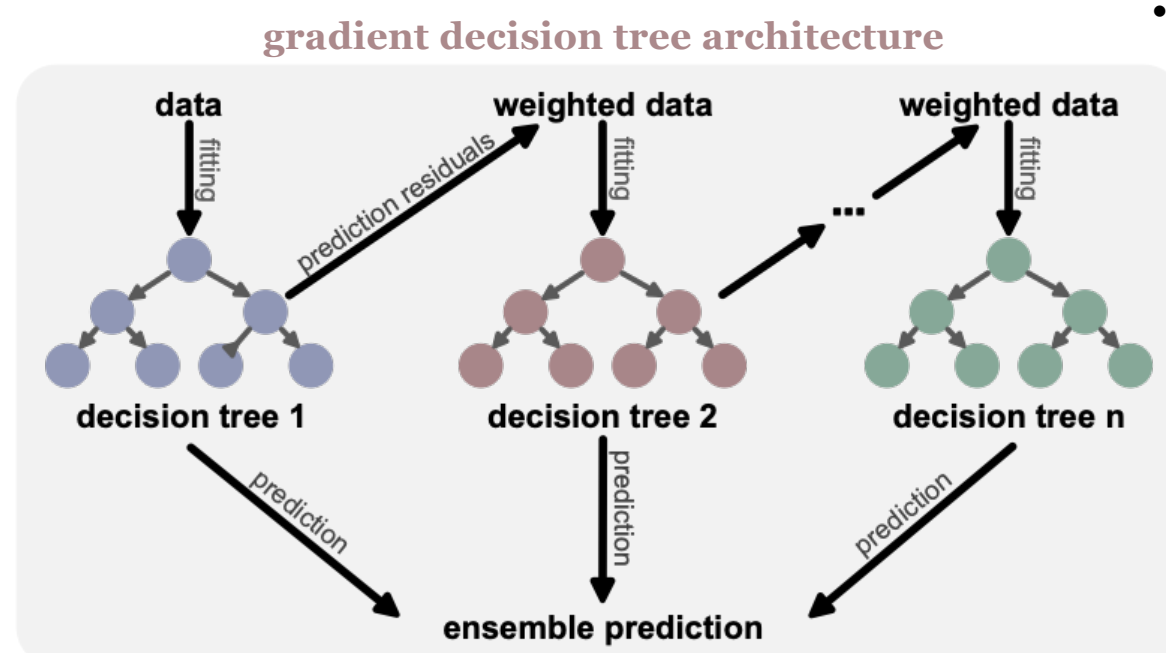 gradient decision tree architecture
data
weighted data
weighted data
fitting
prediction residuals
fitting
...
fitting
decision tree 1
decision tree 2
decision tree n
prediction
prediction
prediction
ensemble prediction